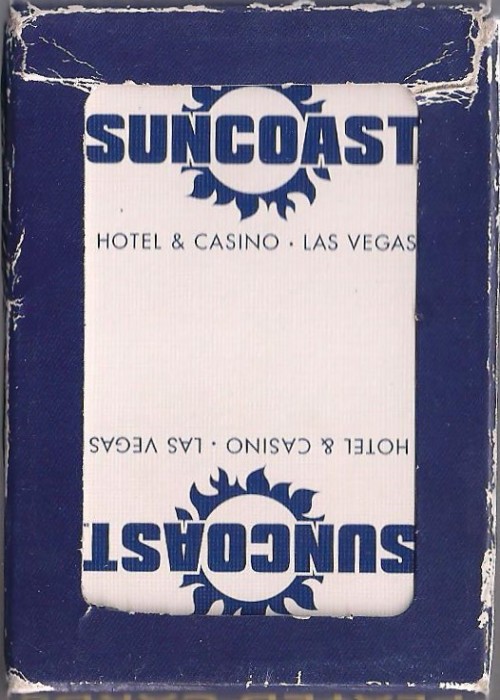 SUNCOAST
HOTEL & CASINO · LAS VEGAS
HOTEL & CASINO · LAS VEGAS
SUNCOAST